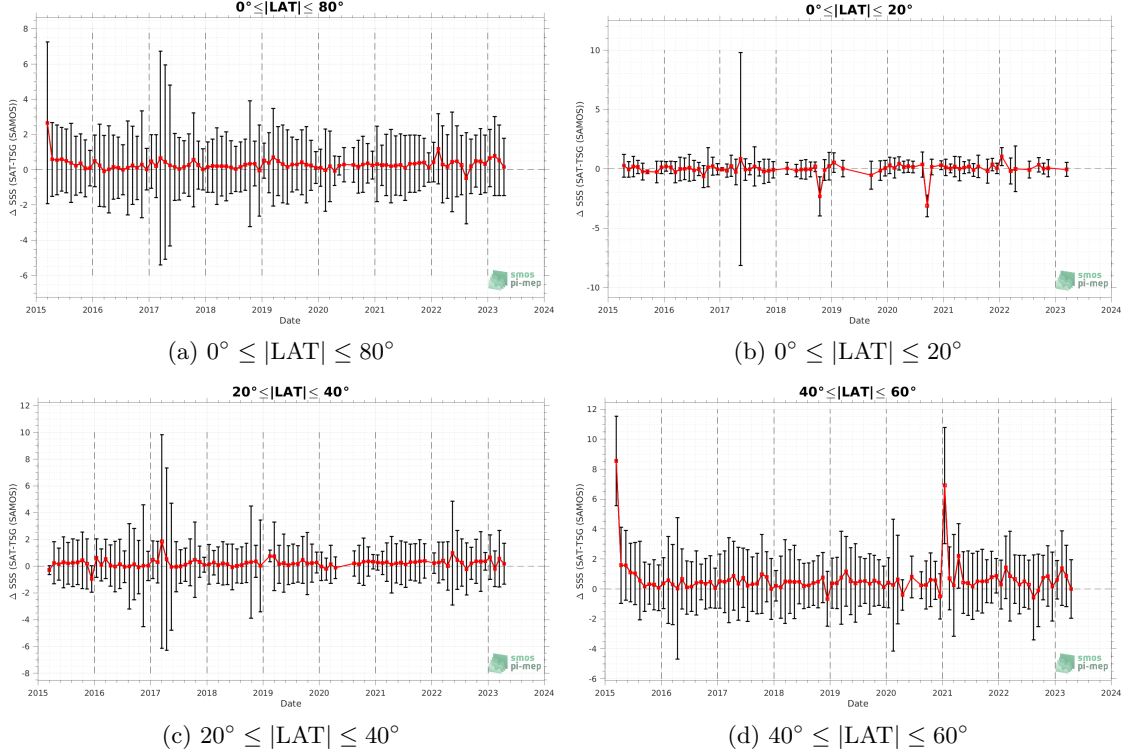 0°≤|LAT|≤ 80°
Δ SSS (SAT-TSG (SAMOS))
8
6
4
2
0
-2
-4
-6
2015 2016 2017 2018 2019 2020 2021 2022 2023 2024
Date
smos
pi-mep
(a) 0° ≤ |LAT| ≤ 80°
0°≤|LAT|≤ 20°
Δ SSS (SAT-TSG (SAMOS))
10
5
0
-5
-10
2015 2016 2017 2018 2019 2020 2021 2022 2023 2024
Date
smos
pi-mep
(b) 0° ≤ |LAT| ≤ 20°
20°≤|LAT|≤ 40°
Δ SSS (SAT-TSG (SAMOS))
12
10
8
6
4
2
0
-2
-4
-6
-8
2015 2016 2017 2018 2019 2020 2021 2022 2023 2024
Date
smos
pi-mep
(c) 20° ≤ |LAT| ≤ 40°
40°≤|LAT|≤ 60°
Δ SSS (SAT-TSG (SAMOS))
12
10
8
6
4
2
0
-2
-4
-6
2015 2016 2017 2018 2019 2020 2021 2022 2023 2024
Date
smos
pi-mep
(d) 40° ≤ |LAT| ≤ 60°